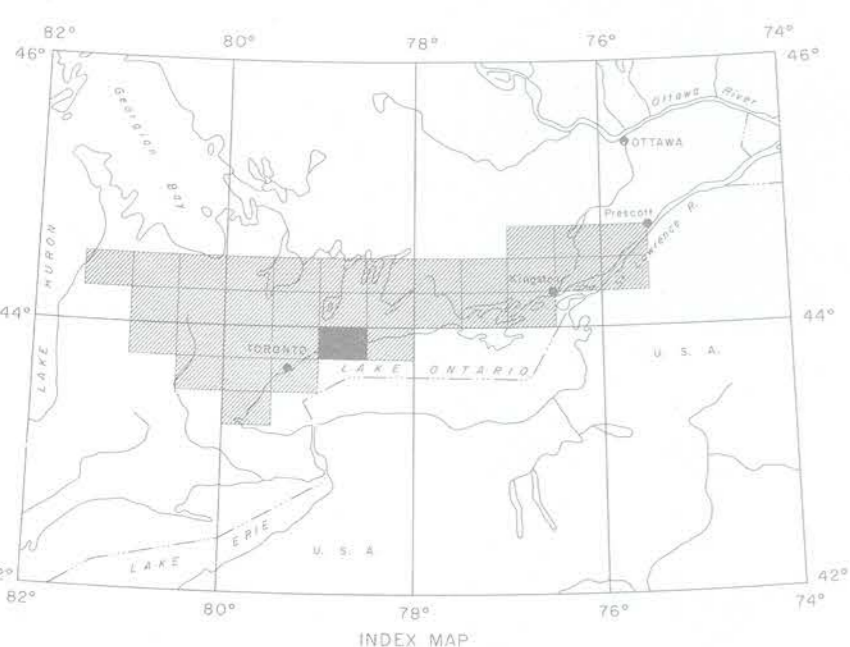 82° 80° 78° 76° 74°
46° 46°
Georgian
BAY
Ottawa River
OTTAWA
Prescott
LAKE HURON
Kingston
44° 44°
TORONTO
LAKE ONTARIO
U. S. A.
LAKE ERIE
U. S. A
42°
82° 80° 78° 76° 74°
INDEX MAP